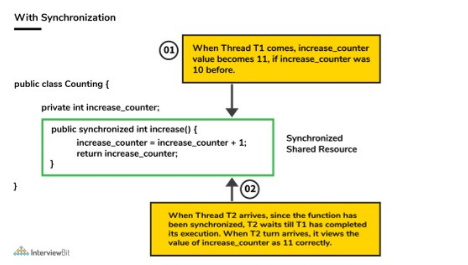 With Synchronization
01
When Thread T1 comes, increase_counter
value becomes 11, if increase_counter was
10 before.
public class Counting {
private int increase_counter;
public synchronized int increase() {
increase_counter = increase_counter + 1;
return increase_counter;
}
Synchronized
Shared Resource
}
02
When Thread T2 arrives, since the function has
been synchronized, T2 waits till T1 has completed
its execution. When T2 turn arrives, it views the
value of increase_counter as 11 correctly.
InterviewBit